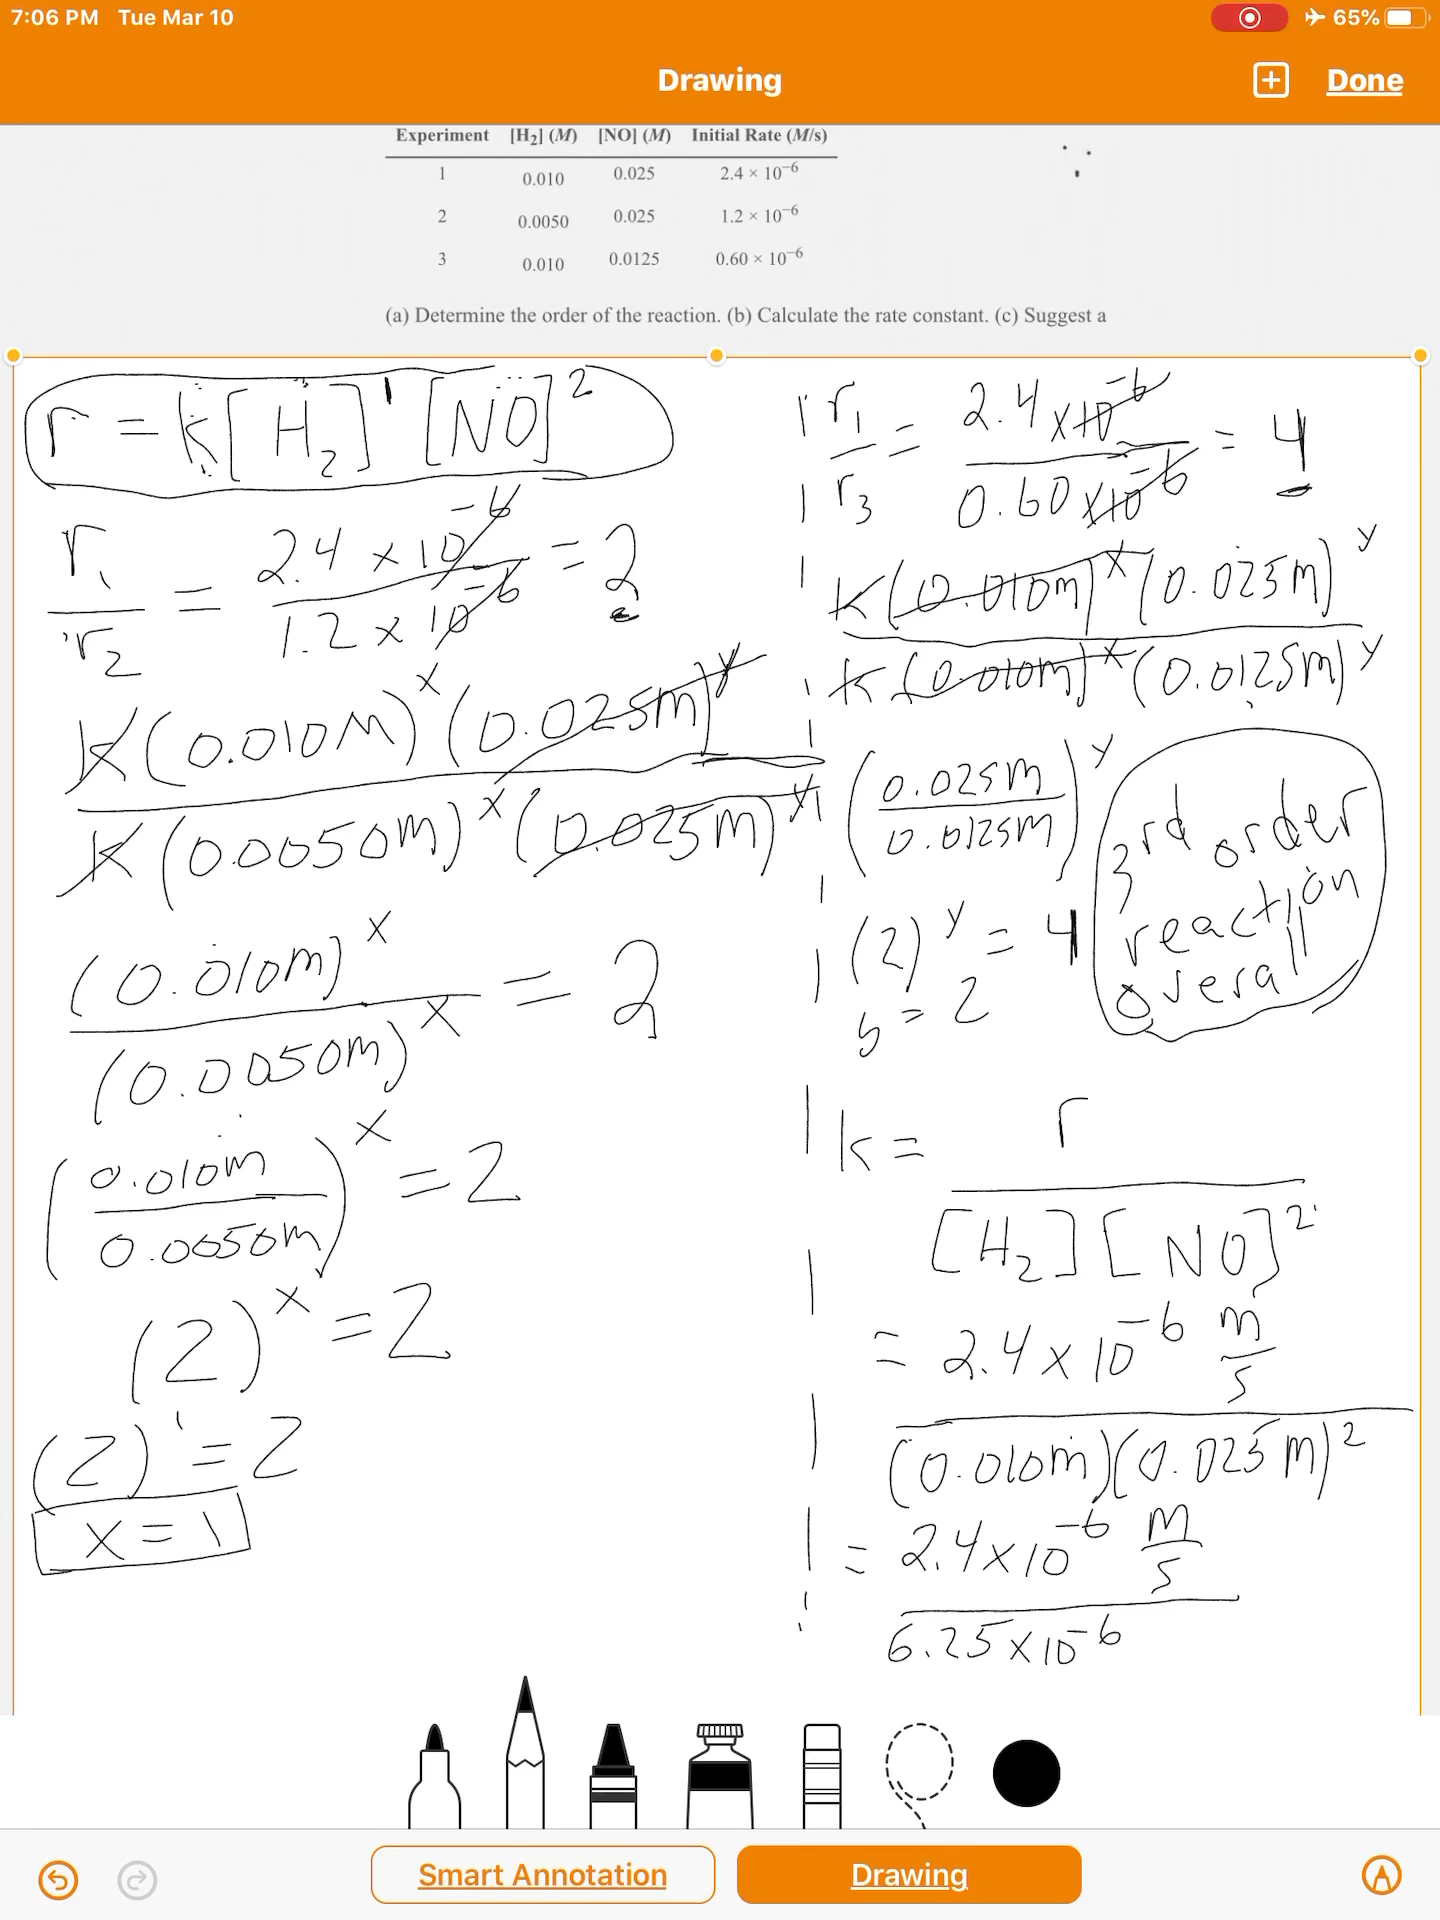 7:06 PM Tue Mar 10
65%
Drawing
Done
Experiment [H₂] (M) [NO] (M) Initial Rate (M/s)
1 0.010 0.025 2.4 × 10⁻⁶
2 0.0050 0.025 1.2 × 10⁻⁶
3 0.010 0.0125 0.60 × 10⁻⁶
(a) Determine the order of the reaction. (b) Calculate the rate constant. (c) Suggest a
r = k[H₂]¹ [NO]²
r₁
r₂
=
2.4 x 10⁻⁶
1.2 x 10⁻⁶
= 2
K(0.010M)ˣ(0.025m)ʸ
K(0.0050m)ˣ(0.025m)ʸ
(0.010m)ˣ
(0.0050m)ˣ
= 2
(0.010m
0.0050m)ˣ = 2
(2)ˣ = 2
(2)¹ = 2
x = 1
r₁
r₃
=
2.4 x10⁻⁶
0.60 x10⁻⁶
= 4
K(0.010m)ˣ(0.025m)ʸ
K(0.010m)ˣ(0.0125m)ʸ
(0.025m
0.0125m)ʸ
(2)ʸ = 4
y = 2
3rd order
reaction
overall
k = r
[H₂][NO]²
= 2.4 x 10⁻⁶ m
s
(0.010m)(0.025m)²
= 2.4x10⁻⁶ M
s
6.25x10⁻⁶
Smart Annotation
Drawing